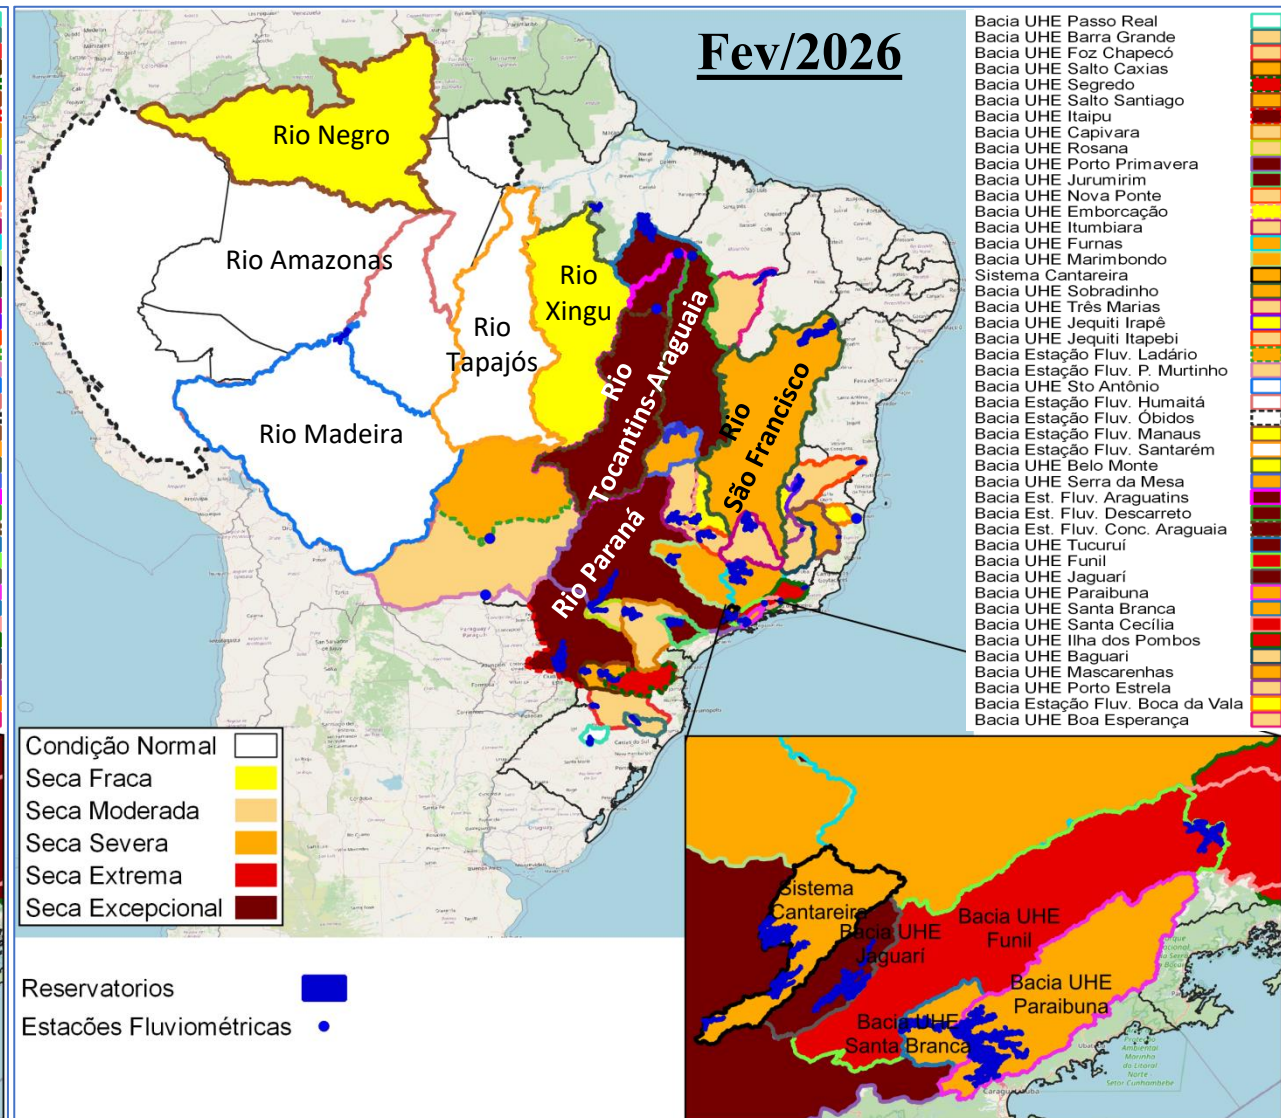 Fev/2026
Rio Negro
Rio Amazonas
Rio
Xingu
Rio
Tapajós
Rio Madeira
Rio
Tocantins-Araguaia
Rio
São Francisco
Rio Paraná
Condição Normal
Seca Fraca
Seca Moderada
Seca Severa
Seca Extrema
Seca Excepcional
Reservatorios
Estacões Fluviométricas
Bacia UHE Passo Real
Bacia UHE Barra Grande
Bacia UHE Foz Chapecó
Bacia UHE Salto Caxias
Bacia UHE Segredo
Bacia UHE Salto Santiago
Bacia UHE Itaipu
Bacia UHE Capivara
Bacia UHE Rosana
Bacia UHE Porto Primavera
Bacia UHE Jurumirim
Bacia UHE Nova Ponte
Bacia UHE Emborcação
Bacia UHE Itumbiara
Bacia UHE Furnas
Bacia UHE Marimbondo
Sistema Cantareira
Bacia UHE Sobradinho
Bacia UHE Três Marias
Bacia UHE Jequiti Irapê
Bacia UHE Jequiti Itapebi
Bacia Estação Fluv. Ladário
Bacia Estação Fluv. P. Murtinho
Bacia UHE Sto Antônio
Bacia Estação Fluv. Humaitá
Bacia Estação Fluv. Óbidos
Bacia Estação Fluv. Manaus
Bacia Estação Fluv. Santarém
Bacia UHE Belo Monte
Bacia UHE Serra da Mesa
Bacia Est. Fluv. Araguatins
Bacia Est. Fluv. Descarreto
Bacia Est. Fluv. Conc. Araguaia
Bacia UHE Tucuruí
Bacia UHE Funil
Bacia UHE Jaguarí
Bacia UHE Paraibuna
Bacia UHE Santa Branca
Bacia UHE Santa Cecília
Bacia UHE Ilha dos Pombos
Bacia UHE Baguari
Bacia UHE Mascarenhas
Bacia UHE Porto Estrela
Bacia Estação Fluv. Boca da Vala
Bacia UHE Boa Esperança
Sistema
Cantareira
Bacia UHE
Jaguarí
Bacia UHE
Funil
Bacia UHE
Paraibuna
Bacia UHE
Santa Branca